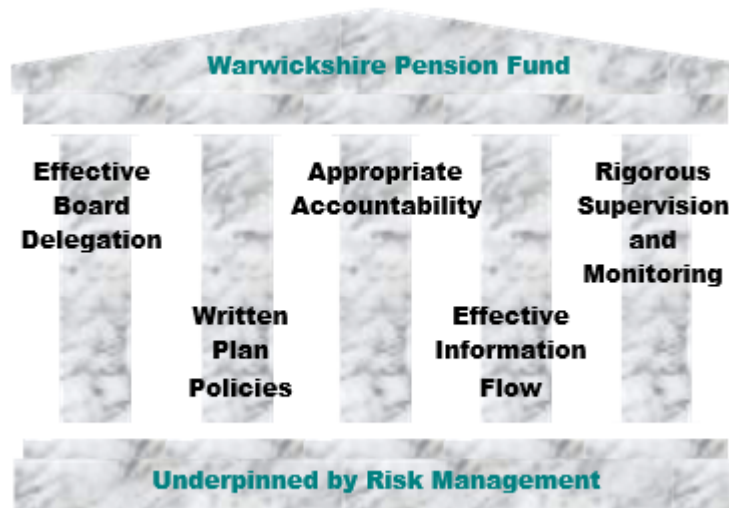 Warwickshire Pension Fund
Effective
Board
Delegation
Written
Plan
Policies
Appropriate
Accountability
Effective
Information
Flow
Rigorous
Supervision
and
Monitoring
Underpinned by Risk Management